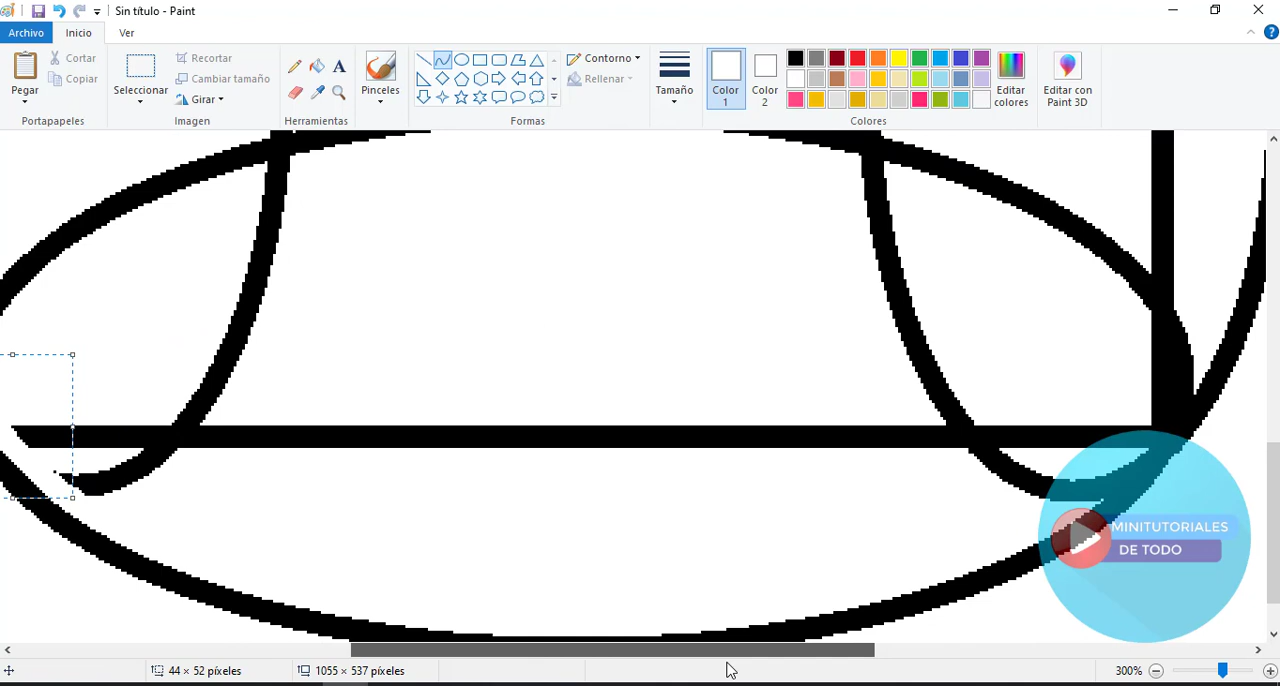 Sin título - Paint
Archivo Inicio Ver
Pegar
Cortar
Copiar
Portapapeles
Seleccionar
Recortar
Cambiar tamaño
Girar
Imagen
A
Herramientas
Pinceles
Contorno
Rellenar
Formas
Tamaño
Color
1
Color
2
Editar
colores
Colores
Editar con
Paint 3D
?
MINITUTORIALES
DE TODO
44 × 52 píxeles 1055 × 537 píxeles 300%